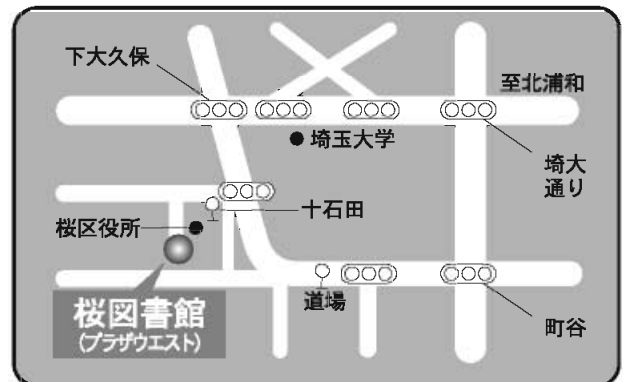 下大久保
至北浦和
埼玉大学
埼大
通り
十石田
桜区役所
道場
町谷
桜図書館
(プラザウエスト)